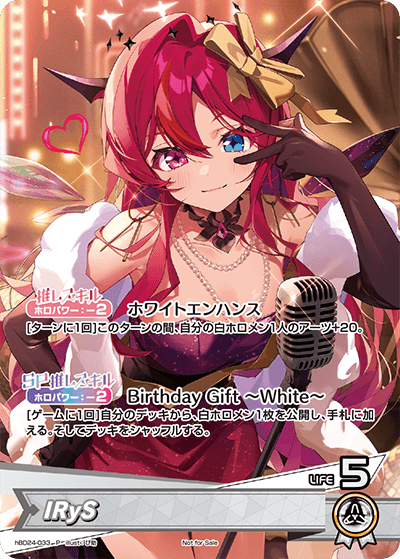 推しスキル
ホロパワー：－2
ホワイトエンハンス
[ターンに1回]このターンの間、自分の白ホロメン1人のアーツ+20。
SP推しスキル
ホロパワー：－2
Birthday Gift ～White～
[ゲームに1回]自分のデッキから、白ホロメン1枚を公開し、手札に加
える。そしてデッキをシャッフルする。
LIFE 5
IRyS
hBD24-033 P illust：び助 Not for Sale